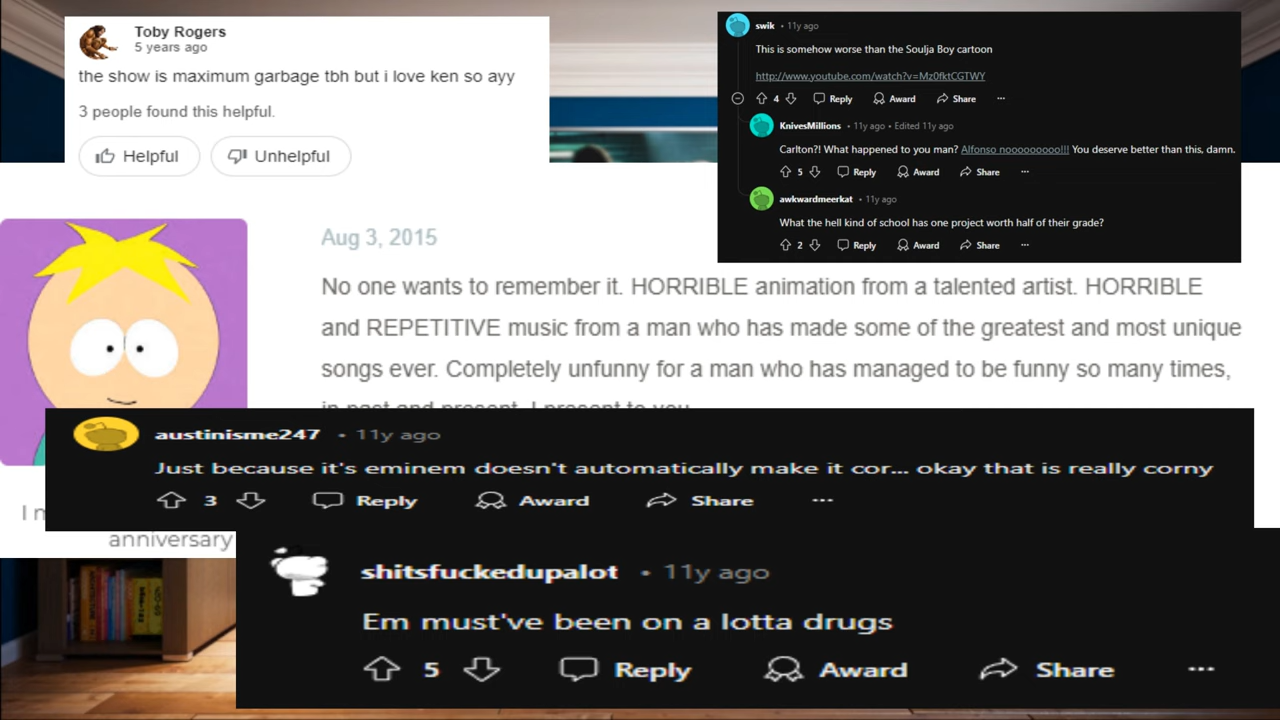 Toby Rogers
5 years ago
the show is maximum garbage tbh but i love ken so ayy
3 people found this helpful.
Helpful
Unhelpful
swik • 11y ago
This is somehow worse than the Soulja Boy cartoon
http://www.youtube.com/watch?v=Mz0fktCGTWY
4 Reply Award Share ...
KnivesMillions • 11y ago • Edited 11y ago
Carlton?! What happened to you man? Alfonso nooooooooo!!! You deserve better than this, damn.
5 Reply Award Share ...
awkwardmeerkat • 11y ago
What the hell kind of school has one project worth half of their grade?
2 Reply Award Share ...
Aug 3, 2015
No one wants to remember it. HORRIBLE animation from a talented artist. HORRIBLE
and REPETITIVE music from a man who has made some of the greatest and most unique
songs ever. Completely unfunny for a man who has managed to be funny so many times,
in past and present. I present to you
austinisme247 • 11y ago
Just because it's eminem doesn't automatically make it cor... okay that is really corny
3 Reply Award Share ...
I
anniversary
shitsfuckedupalot • 11y ago
Em must've been on a lotta drugs
5 Reply Award Share ...